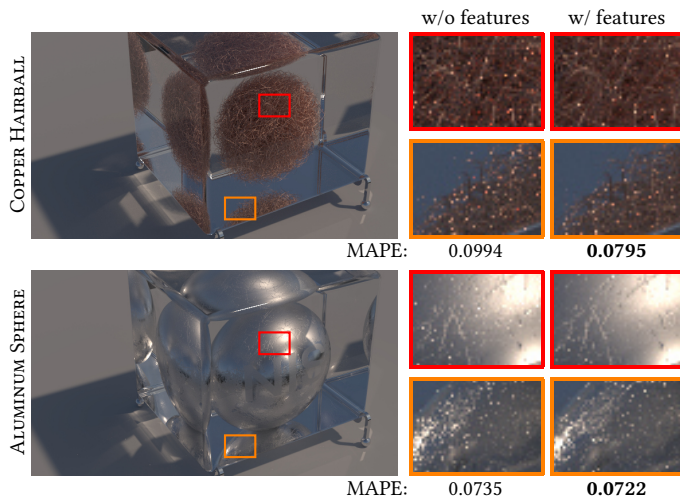 w/o features w/ features
COPPER HAIRBALL
MAPE: 0.0994 0.0795
ALUMINUM SPHERE
MAPE: 0.0735 0.0722